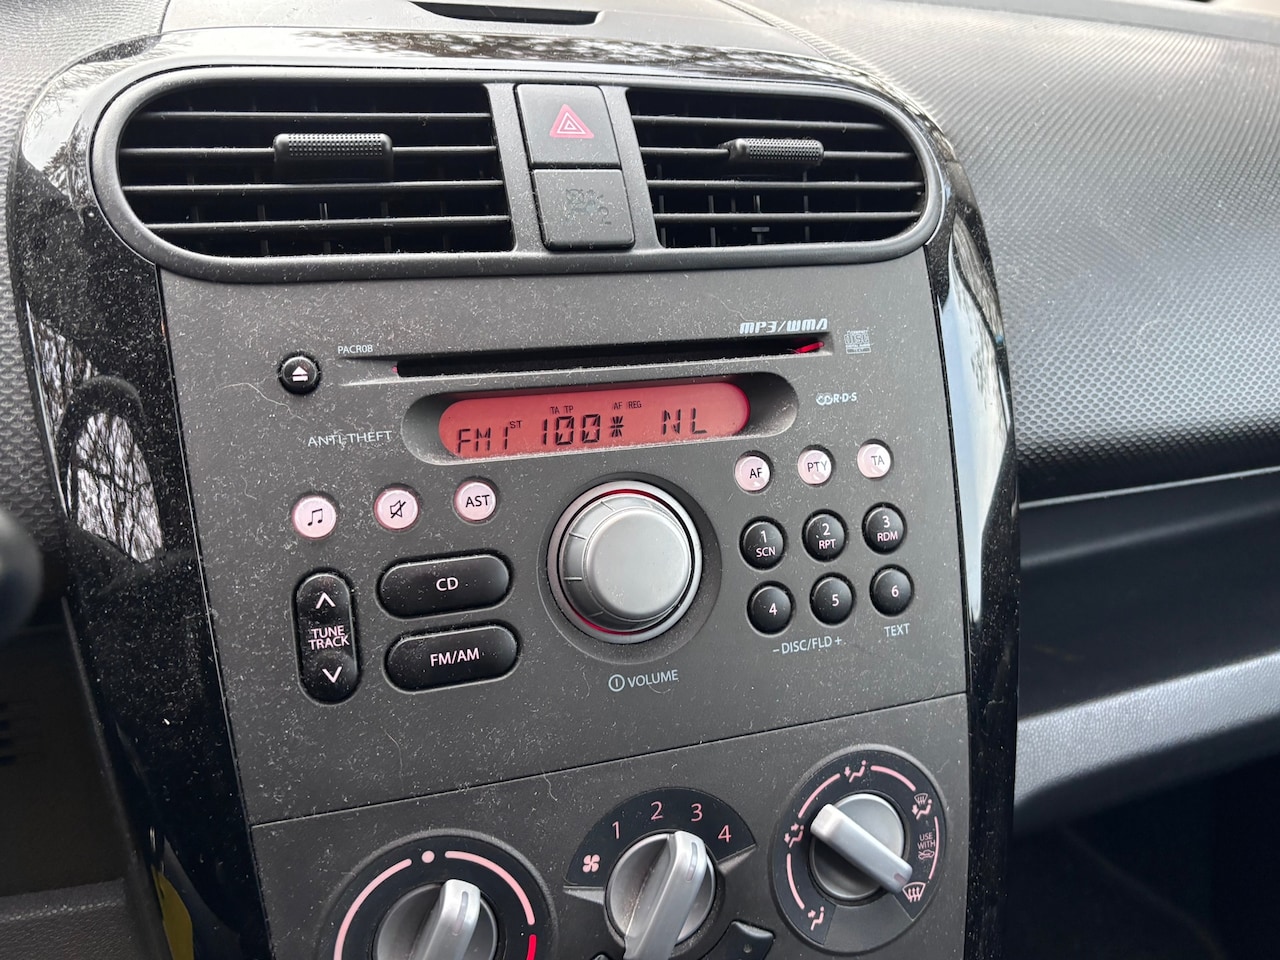 2
MP3/WMA
PACR08
TA TP AF REG
FM1 ST 100* NL
R·D·S
ANTI-THEFT
AST
AF
PTY
TA
1
SCN
2
RPT
3
RDM
CD
4
5
6
TUNE
TRACK
FM/AM
- DISC/FLD +
TEXT
VOLUME
1
2
3
4
USE
WITH